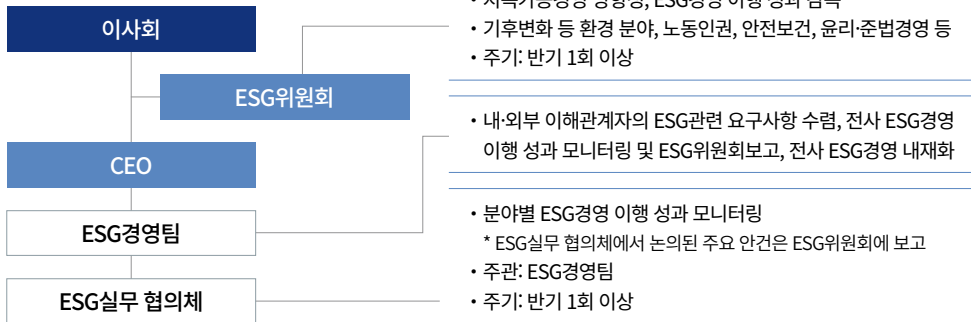 이사회
ESG위원회
CEO
ESG경영팀
ESG실무 협의체
• 기후변화 등 환경 분야, 노동인권, 안전보건, 윤리·준법경영 등
• 주기: 반기 1회 이상
• 내·외부 이해관계자의 ESG관련 요구사항 수렴, 전사 ESG경영
이행 성과 모니터링 및 ESG위원회보고, 전사 ESG경영 내재화
• 분야별 ESG경영 이행 성과 모니터링
* ESG실무 협의체에서 논의된 주요 안건은 ESG위원회에 보고
• 주관: ESG경영팀
• 주기: 반기 1회 이상